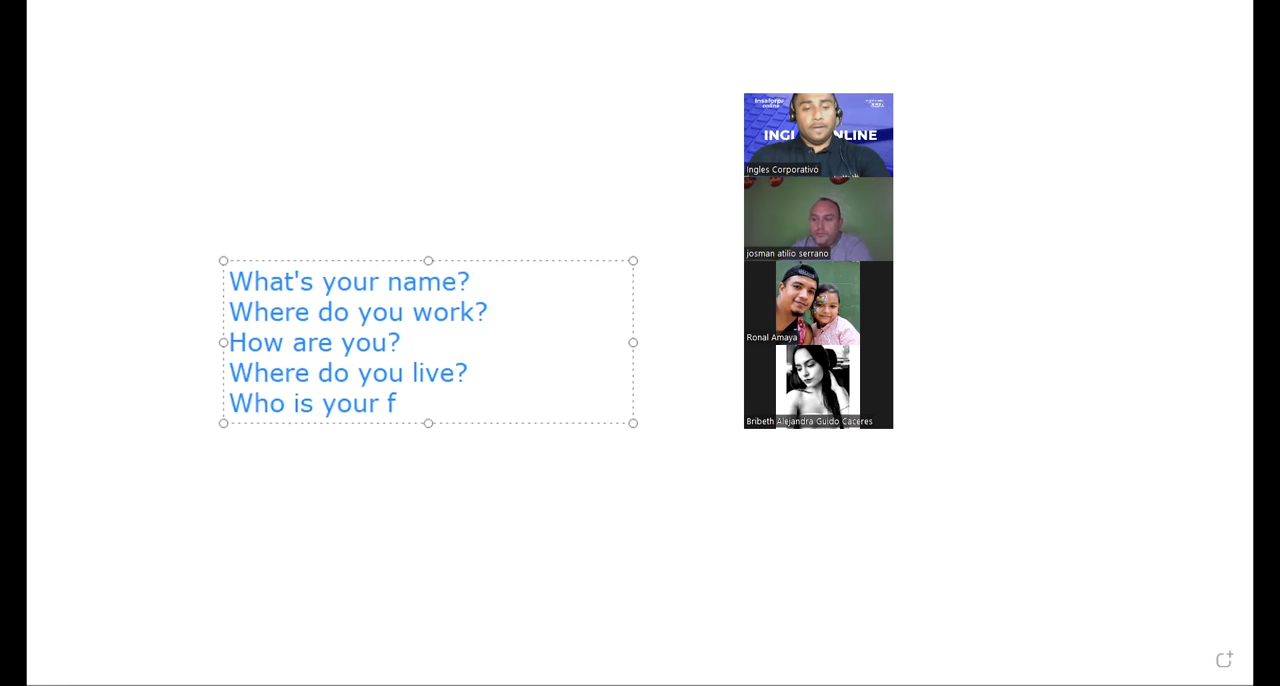 What's your name?
Where do you work?
How are you?
Where do you live?
Who is your f
online
Ingles Corporativo
josman atilio serrano
Ronal Amaya
Bribeth Alejandra Guido Caceres